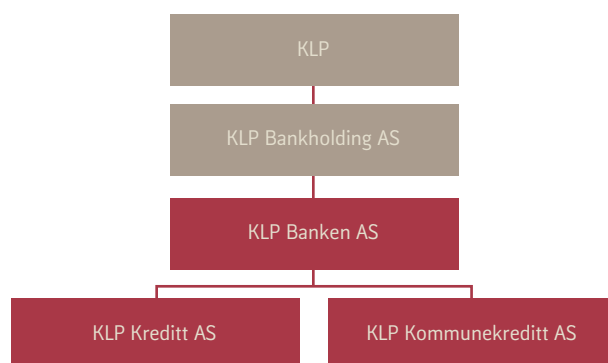 KLP
KLP Bankholding AS
KLP Banken AS
KLP Kreditt AS
KLP Kommunekreditt AS